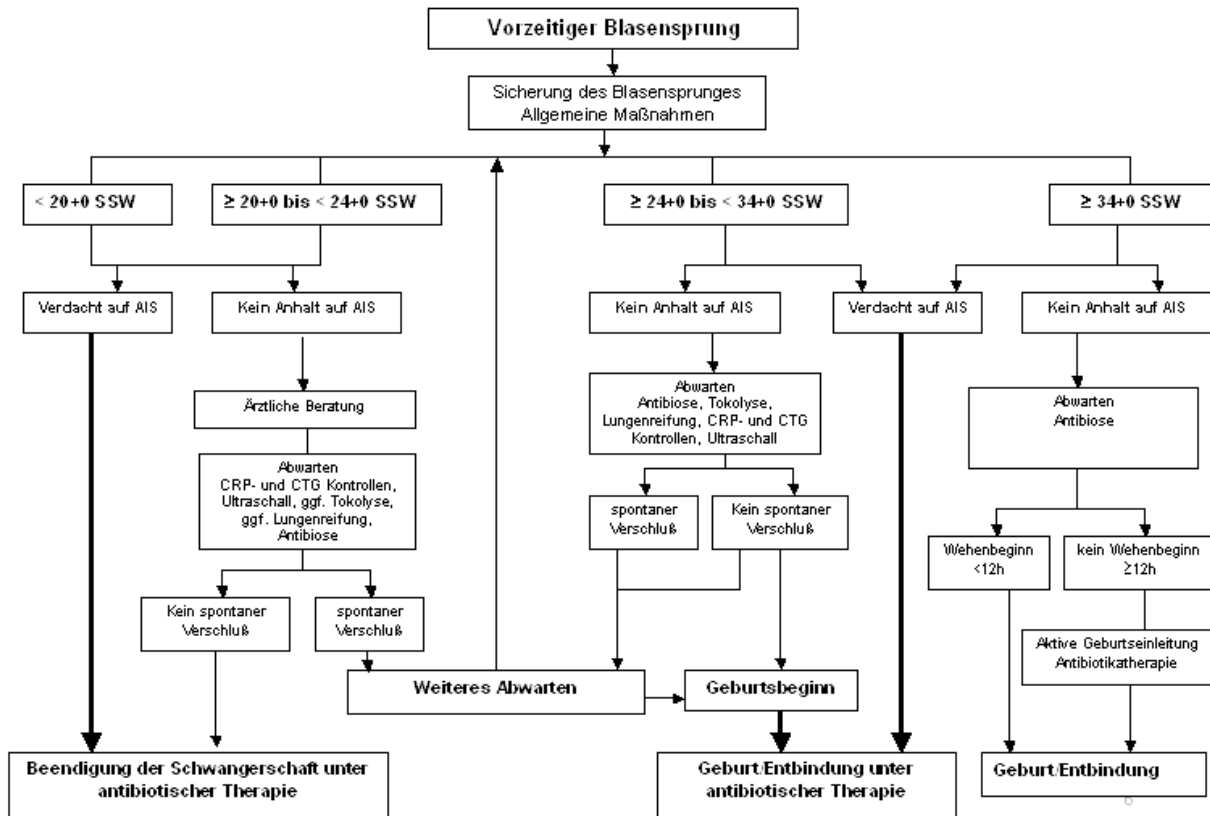 Vorzeitiger Blasensprung
Sicherung des Blasensprunges
Allgemeine Maßnahmen
< 20+0 SSW
≥ 20+0 bis < 24+0 SSW
≥ 24+0 bis < 34+0 SSW
≥ 34+0 SSW
Verdacht auf AIS
Kein Anhalt auf AIS
Kein Anhalt auf AIS
Verdacht auf AIS
Kein Anhalt auf AIS
Ärztliche Beratung
Abwarten
Antibiose, Tokolyse,
Lungenreifung, CRP- und CTG
Kontrollen, Ultraschall
Abwarten
Antibiose
Abwarten
CRP- und CTG Kontrollen,
Ultraschall, ggf. Tokolyse,
ggf. Lungenreifung,
Antibiose
spontaner
Verschluß
Kein spontaner
Verschluß
Wehenbeginn
<12h
kein Wehenbeginn
≥12h
Kein spontaner
Verschluß
spontaner
Verschluß
Aktive Geburtseinleitung
Antibiotikatherapie
Weiteres Abwarten
Geburtsbeginn
Beendigung der Schwangerschaft unter
antibiotischer Therapie
Geburt/Entbindung unter
antibiotischer Therapie
Geburt/Entbindung